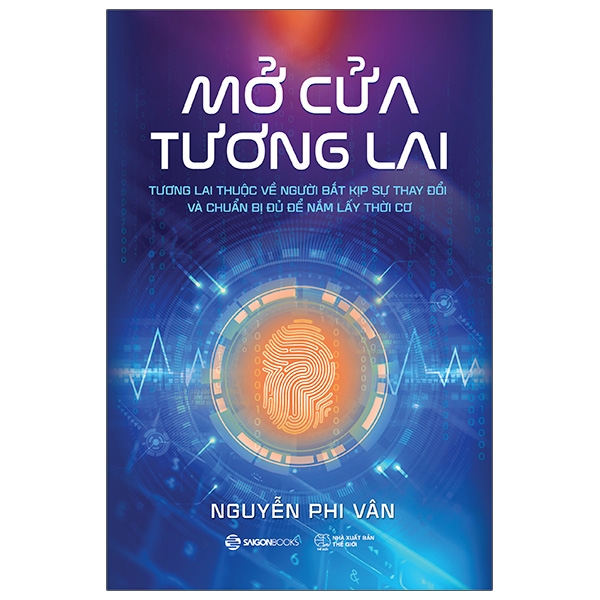 MỞ CỬA
TƯƠNG LAI
TƯƠNG LAI THUỘC VỀ NGƯỜI BẮT KỊP SỰ THAY ĐỔI
VÀ CHUẨN BỊ ĐỦ ĐỂ NẮM LẤY THỜI CƠ
NGUYỄN PHI VÂN
SAIGONBOOKS
NHÀ XUẤT BẢN
THẾ GIỚI